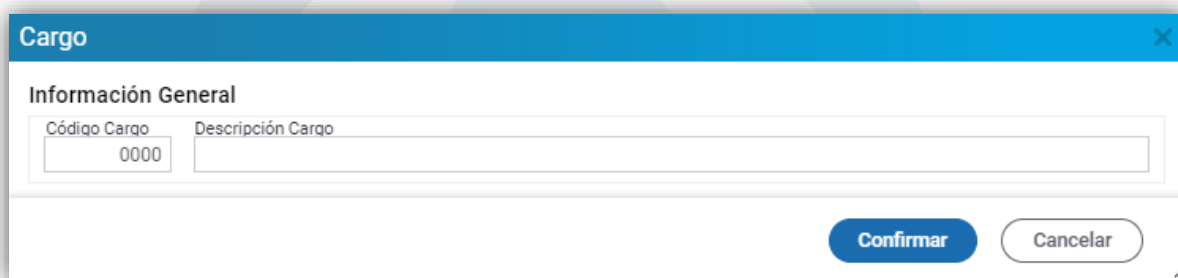 Cargo
Información General
Código Cargo Descripción Cargo
0000
Confirmar Cancelar